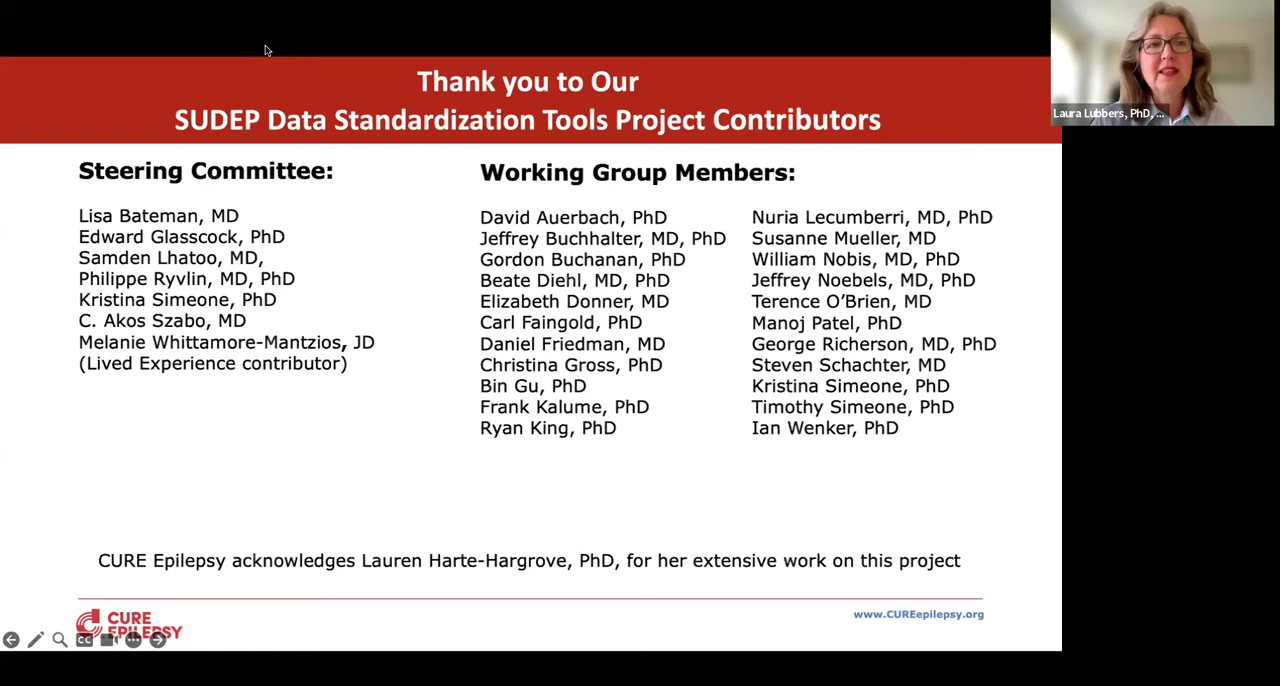 Thank you to Our
SUDEP Data Standardization Tools Project Contributors
Laura Lubbers, PhD, ...
Steering Committee:
Lisa Bateman, MD
Edward Glasscock, PhD
Samden Lhatoo, MD,
Philippe Ryvlin, MD, PhD
Kristina Simeone, PhD
C. Akos Szabo, MD
Melanie Whittamore-Mantzios, JD
(Lived Experience contributor)
Working Group Members:
David Auerbach, PhD
Jeffrey Buchhalter, MD, PhD
Gordon Buchanan, PhD
Beate Diehl, MD, PhD
Elizabeth Donner, MD
Carl Faingold, PhD
Daniel Friedman, MD
Christina Gross, PhD
Bin Gu, PhD
Frank Kalume, PhD
Ryan King, PhD
Nuria Lecumberri, MD, PhD
Susanne Mueller, MD
William Nobis, MD, PhD
Jeffrey Noebels, MD, PhD
Terence O'Brien, MD
Manoj Patel, PhD
George Richerson, MD, PhD
Steven Schachter, MD
Kristina Simeone, PhD
Timothy Simeone, PhD
Ian Wenker, PhD
CURE Epilepsy acknowledges Lauren Harte-Hargrove, PhD, for her extensive work on this project
CURE
EPILEPSY
www.CUREepilepsy.org
CC